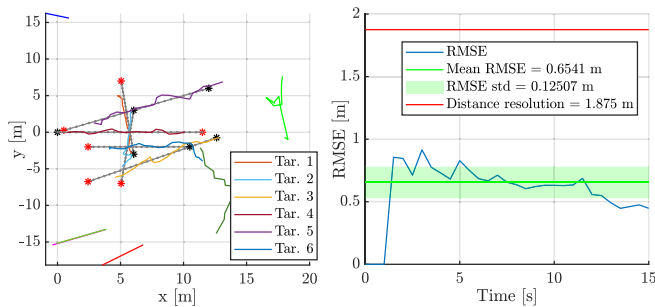 15
10
5
0
-5
-10
-15
y [m]
0
5
10
15
20
x [m]
Tar. 1
Tar. 2
Tar. 3
Tar. 4
Tar. 5
Tar. 6
2
1.5
1
0.5
0
RMSE [m]
0
5
10
15
Time [s]
RMSE
Mean RMSE = 0.6541 m
RMSE std = 0.12507 m
Distance resolution = 1.875 m